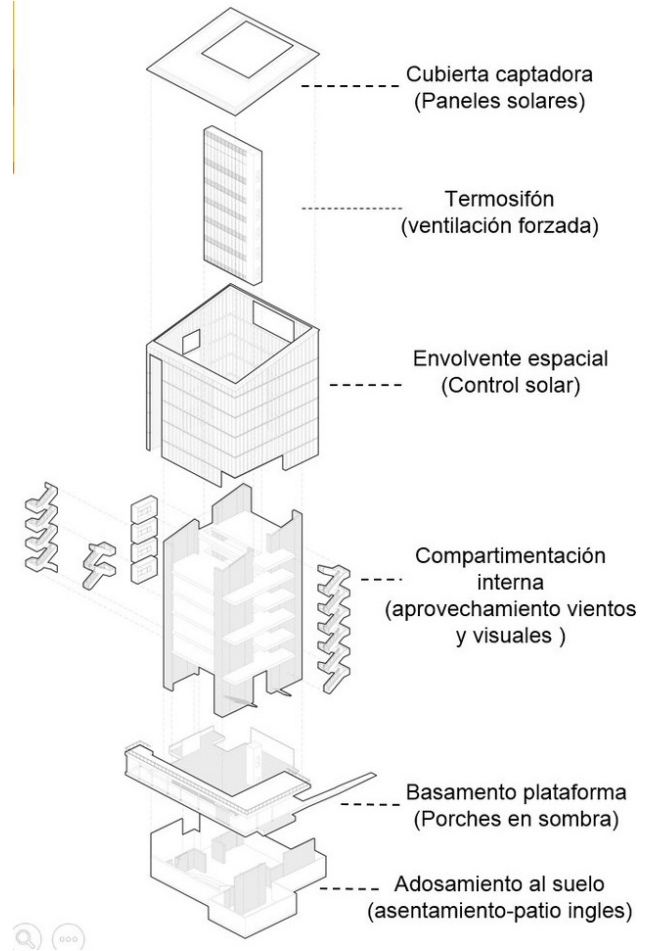 Cubierta captadora
(Paneles solares)
Termosifón
(ventilación forzada)
Envolvente espacial
(Control solar)
Compartimentación
interna
(aprovechamiento vientos
y visuales )
Basamento plataforma
(Porches en sombra)
Adosamiento al suelo
(asentamiento-patio ingles)